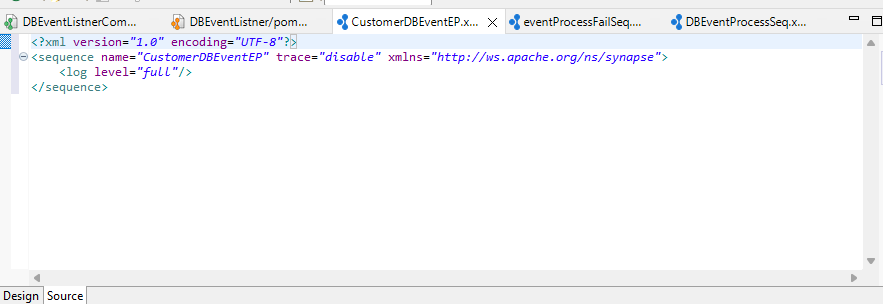 DBEventListnerCom... DBEventListner/pom... CustomerDBEventEP.x... eventProcessFailSeq.... DBEventProcessSeq.x...
<?xml version="1.0" encoding="UTF-8"?>
<sequence name="CustomerDBEventEP" trace="disable" xmlns="http://ws.apache.org/ns/synapse">
<log level="full"/>
</sequence>
Design Source